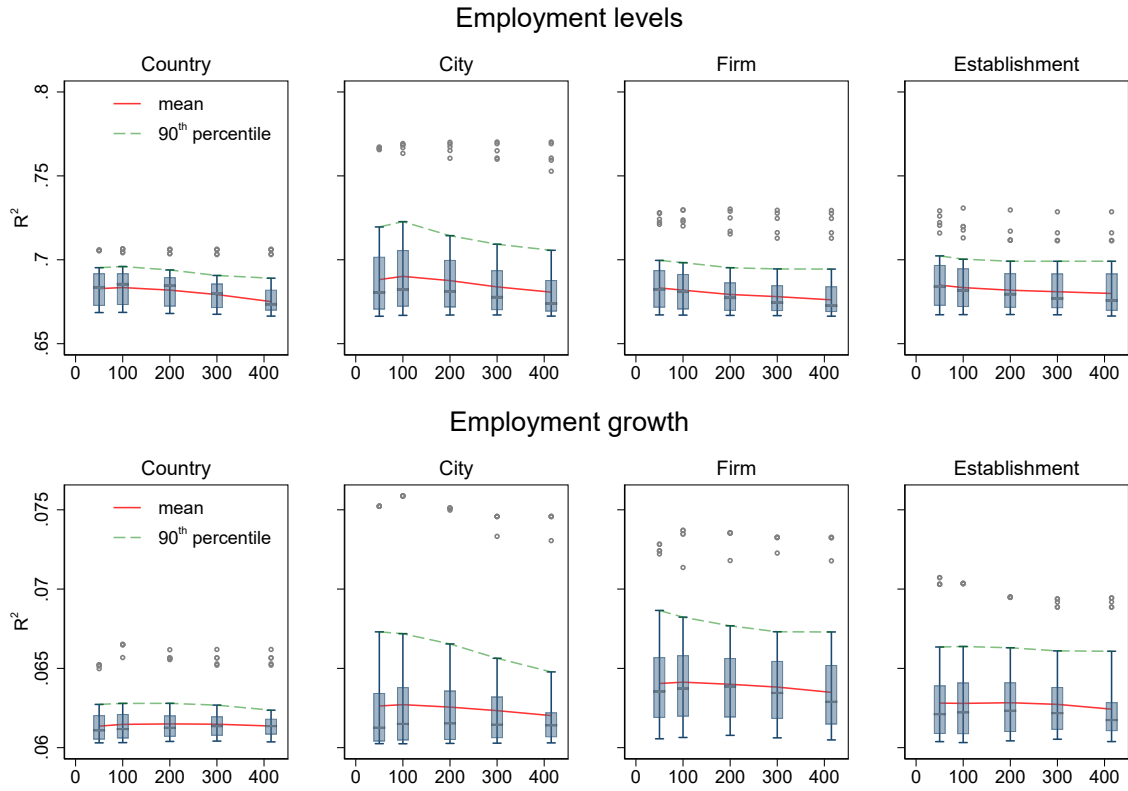 Employment levels
Country City Firm Establishment
mean
90th percentile
R2
.8
.75
.7
.65
0 100 200 300 400 0 100 200 300 400 0 100 200 300 400 0 100 200 300 400
Employment growth
Country City Firm Establishment
mean
90th percentile
R2
.075
.07
.065
.06
0 100 200 300 400 0 100 200 300 400 0 100 200 300 400 0 100 200 300 400